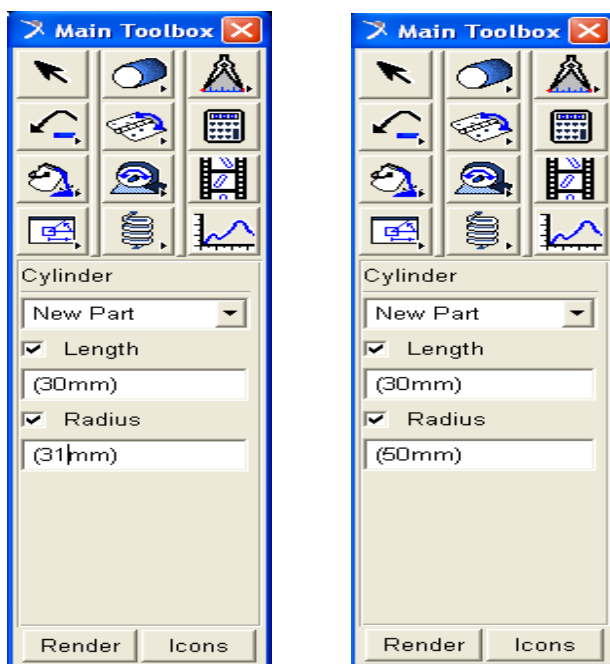 Main Toolbox
Cylinder
New Part
Length
(30mm)
Radius
(31mm)
Render Icons
Main Toolbox
Cylinder
New Part
Length
(30mm)
Radius
(50mm)
Render Icons